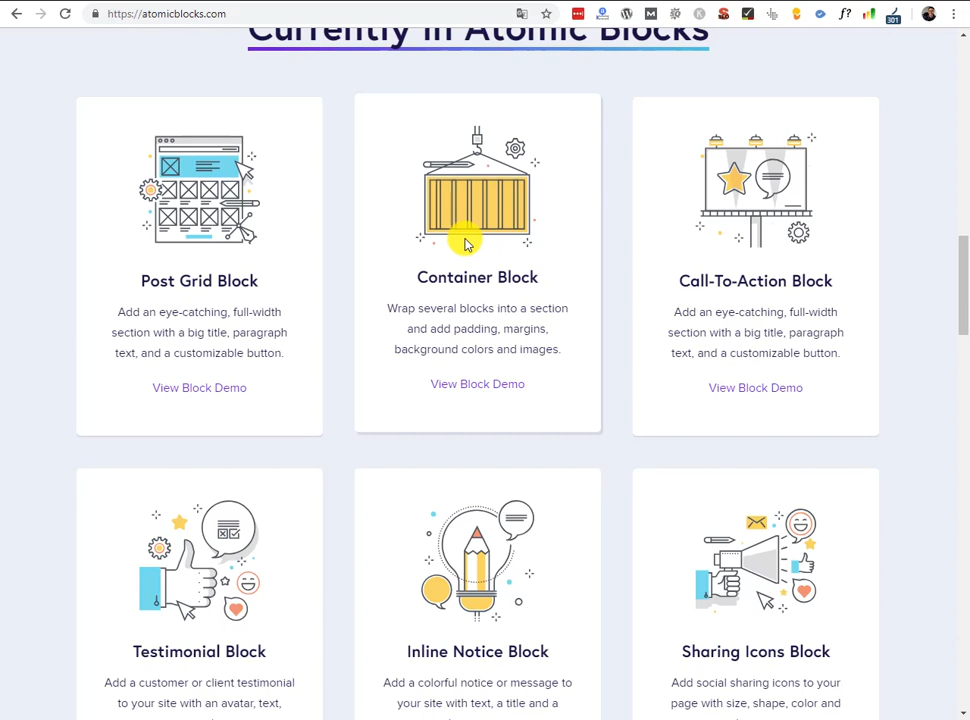 https://atomicblocks.com
301
Currently in Atomic Blocks
Post Grid Block
Add an eye-catching, full-width
section with a big title, paragraph
text, and a customizable button.
View Block Demo
Container Block
Wrap several blocks into a section
and add padding, margins,
background colors and images.
View Block Demo
Call-To-Action Block
Add an eye-catching, full-width
section with a big title, paragraph
text, and a customizable button.
View Block Demo
Testimonial Block
Add a customer or client testimonial
to your site with an avatar, text,
Inline Notice Block
Add a colorful notice or message to
your site with text, a title and a
Sharing Icons Block
Add social sharing icons to your
page with size, shape, color and